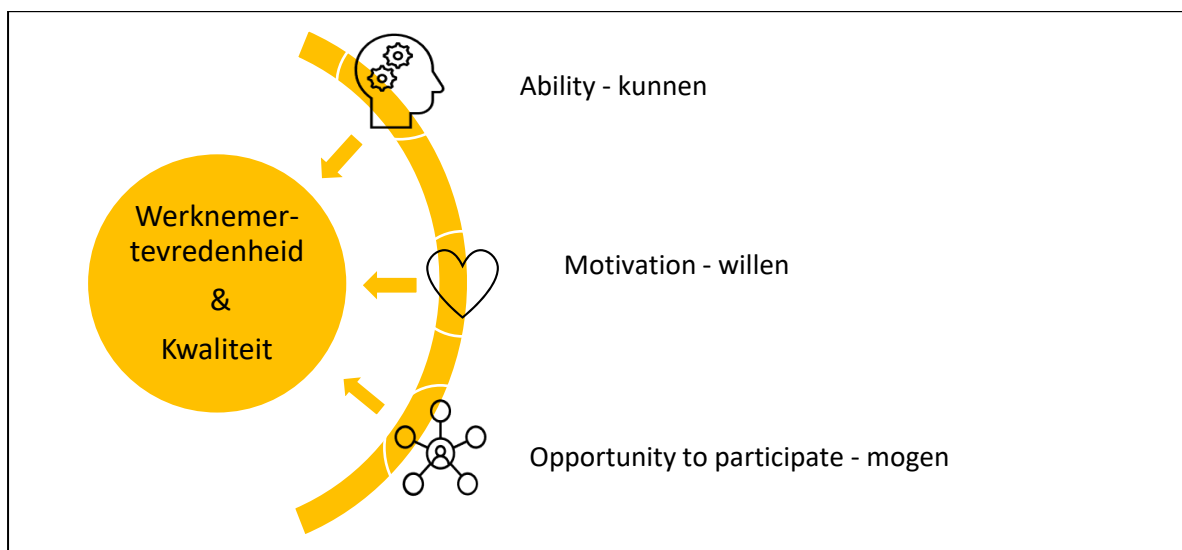 Ability - kunnen
Werknemer-
tevredenheid
&
Kwaliteit
Motivation - willen
Opportunity to participate - mogen